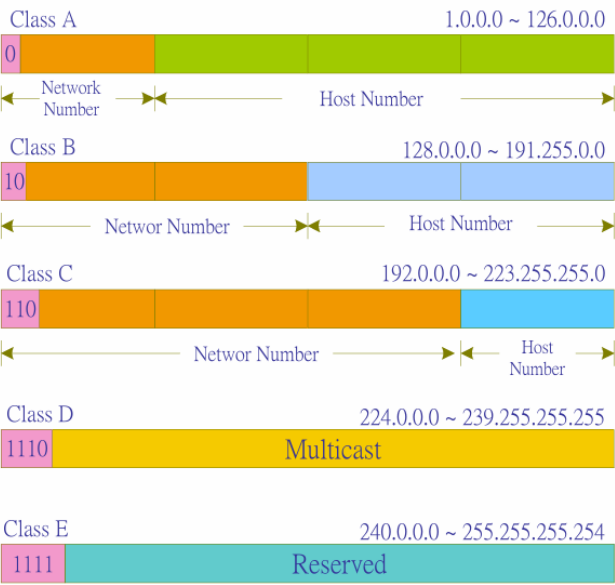 Class A 1.0.0.0 ~ 126.0.0.0
0
Network
Number
Host Number
Class B 128.0.0.0 ~ 191.255.0.0
10
Networ Number Host Number
Class C 192.0.0.0 ~ 223.255.255.0
110
Networ Number
Host
Number
Class D 224.0.0.0 ~ 239.255.255.255
1110 Multicast
Class E 240.0.0.0 ~ 255.255.255.254
1111 Reserved